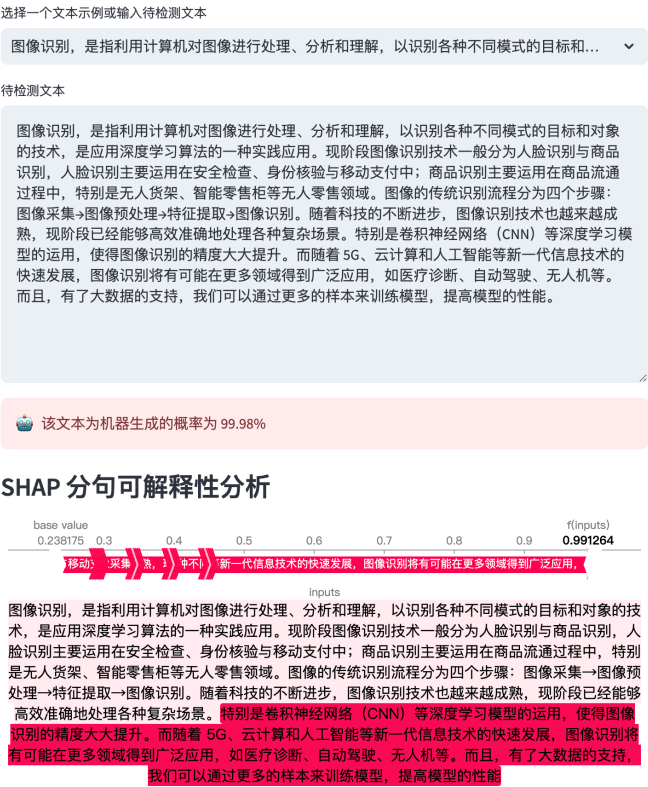 选择一个文本示例或输入待检测文本
图像识别，是指利用计算机对图像进行处理、分析和理解，以识别各种不同模式的目标和...
待检测文本
图像识别，是指利用计算机对图像进行处理、分析和理解，以识别各种不同模式的目标和对象
的技术，是应用深度学习算法的一种实践应用。现阶段图像识别技术一般分为人脸识别与商品
识别，人脸识别主要运用在安全检查、身份核验与移动支付中；商品识别主要运用在商品流通
过程中，特别是无人货架、智能零售柜等无人零售领域。图像的传统识别流程分为四个步骤：
图像采集→图像预处理→特征提取→图像识别。随着科技的不断进步，图像识别技术也越来越成
熟，现阶段已经能够高效准确地处理各种复杂场景。特别是卷积神经网络（CNN）等深度学习模
型的运用，使得图像识别的精度大大提升。而随着 5G、云计算和人工智能等新一代信息技术的
快速发展，图像识别将有可能在更多领域得到广泛应用，如医疗诊断、自动驾驶、无人机等。
而且，有了大数据的支持，我们可以通过更多的样本来训练模型，提高模型的性能。
🤖 该文本为机器生成的概率为 99.98%
SHAP 分句可解释性分析
base value f(inputs)
0.238175 0.3 0.4 0.5 0.6 0.7 0.8 0.9 0.991264
移动 采集 熟， 种不 新一代信息技术的快速发展，图像识别将有可能在更多领域得到广泛应用，
inputs
图像识别，是指利用计算机对图像进行处理、分析和理解，以识别各种不同模式的目标和对象的技
术，是应用深度学习算法的一种实践应用。现阶段图像识别技术一般分为人脸识别与商品识别，人
脸识别主要运用在安全检查、身份核验与移动支付中；商品识别主要运用在商品流通过程中，特别
是无人货架、智能零售柜等无人零售领域。图像的传统识别流程分为四个步骤：图像采集→图像预
处理→特征提取→图像识别。随着科技的不断进步，图像识别技术也越来越成熟，现阶段已经能够
高效准确地处理各种复杂场景。特别是卷积神经网络（CNN）等深度学习模型的运用，使得图像
识别的精度大大提升。而随着 5G、云计算和人工智能等新一代信息技术的快速发展，图像识别将
有可能在更多领域得到广泛应用，如医疗诊断、自动驾驶、无人机等。而且，有了大数据的支持，
我们可以通过更多的样本来训练模型，提高模型的性能